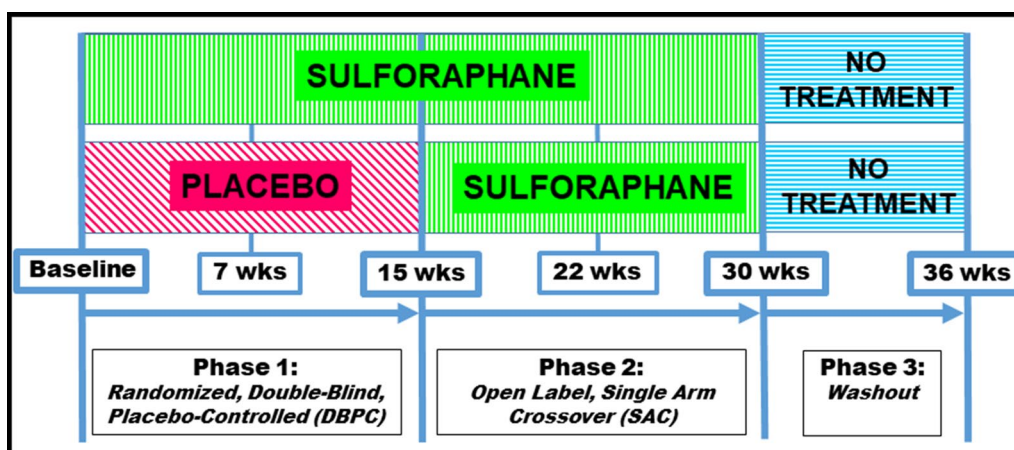 SULFORAPHANE
NO
TREATMENT
PLACEBO
SULFORAPHANE
NO
TREATMENT
Baseline
7 wks
15 wks
22 wks
30 wks
36 wks
Phase 1:
Randomized, Double-Blind,
Placebo-Controlled (DBPC)
Phase 2:
Open Label, Single Arm
Crossover (SAC)
Phase 3:
Washout